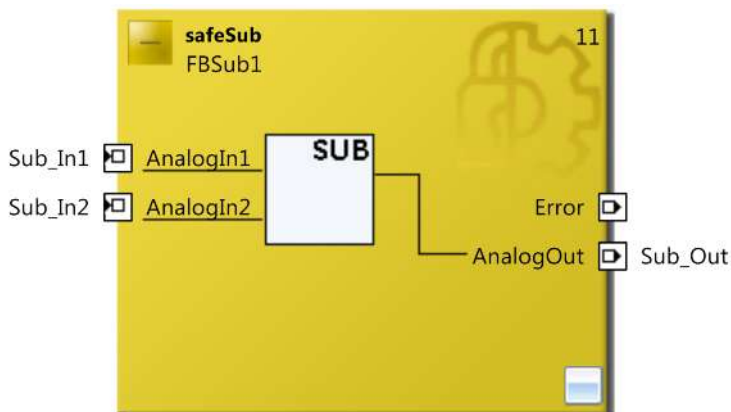 safeSub 11
FBSub1
SUB
Sub_In1 AnalogIn1
Sub_In2 AnalogIn2
Error
AnalogOut Sub_Out